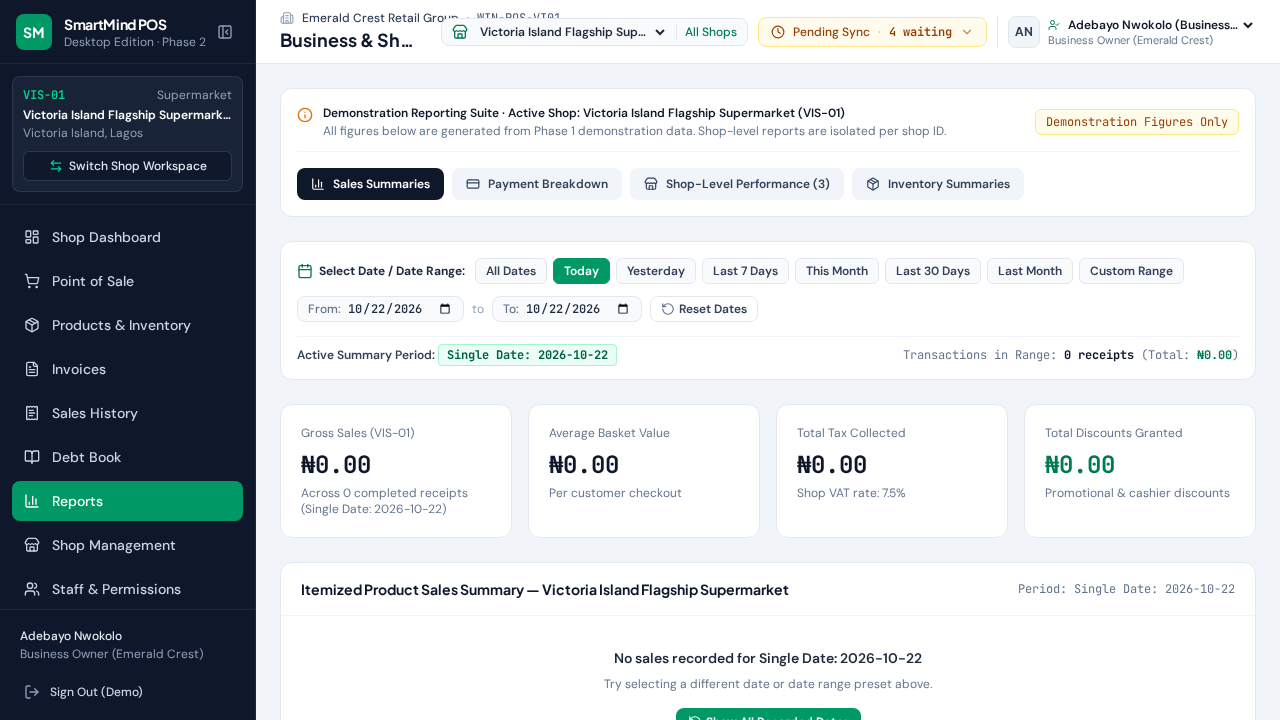 SM
SmartMind POS
Desktop Edition · Phase 2
VIS-01
Supermarket
Victoria Island Flagship Supermark...
Victoria Island, Lagos
Switch Shop Workspace
Shop Dashboard
Point of Sale
Products & Inventory
Invoices
Sales History
Debt Book
Reports
Shop Management
Staff & Permissions
Adebayo Nwokolo
Business Owner (Emerald Crest)
Sign Out (Demo)
Emerald Crest Retail Group · WIN-POS-VI01
Business & Sh...
Victoria Island Flagship Sup...
All Shops
Pending Sync · 4 waiting
AN
Adebayo Nwokolo (Business...
Business Owner (Emerald Crest)
Demonstration Reporting Suite · Active Shop: Victoria Island Flagship Supermarket (VIS-01)
All figures below are generated from Phase 1 demonstration data. Shop-level reports are isolated per shop ID.
Demonstration Figures Only
Sales Summaries
Payment Breakdown
Shop-Level Performance (3)
Inventory Summaries
Select Date / Date Range:
All Dates
Today
Yesterday
Last 7 Days
This Month
Last 30 Days
Last Month
Custom Range
From: 10/22/2026
to
To: 10/22/2026
Reset Dates
Active Summary Period: Single Date: 2026-10-22
Transactions in Range: 0 receipts (Total: ₦0.00)
Gross Sales (VIS-01)
₦0.00
Across 0 completed receipts
(Single Date: 2026-10-22)
Average Basket Value
₦0.00
Per customer checkout
Total Tax Collected
₦0.00
Shop VAT rate: 7.5%
Total Discounts Granted
₦0.00
Promotional & cashier discounts
Itemized Product Sales Summary — Victoria Island Flagship Supermarket
Period: Single Date: 2026-10-22
No sales recorded for Single Date: 2026-10-22
Try selecting a different date or date range preset above.
Show All Recorded Dates